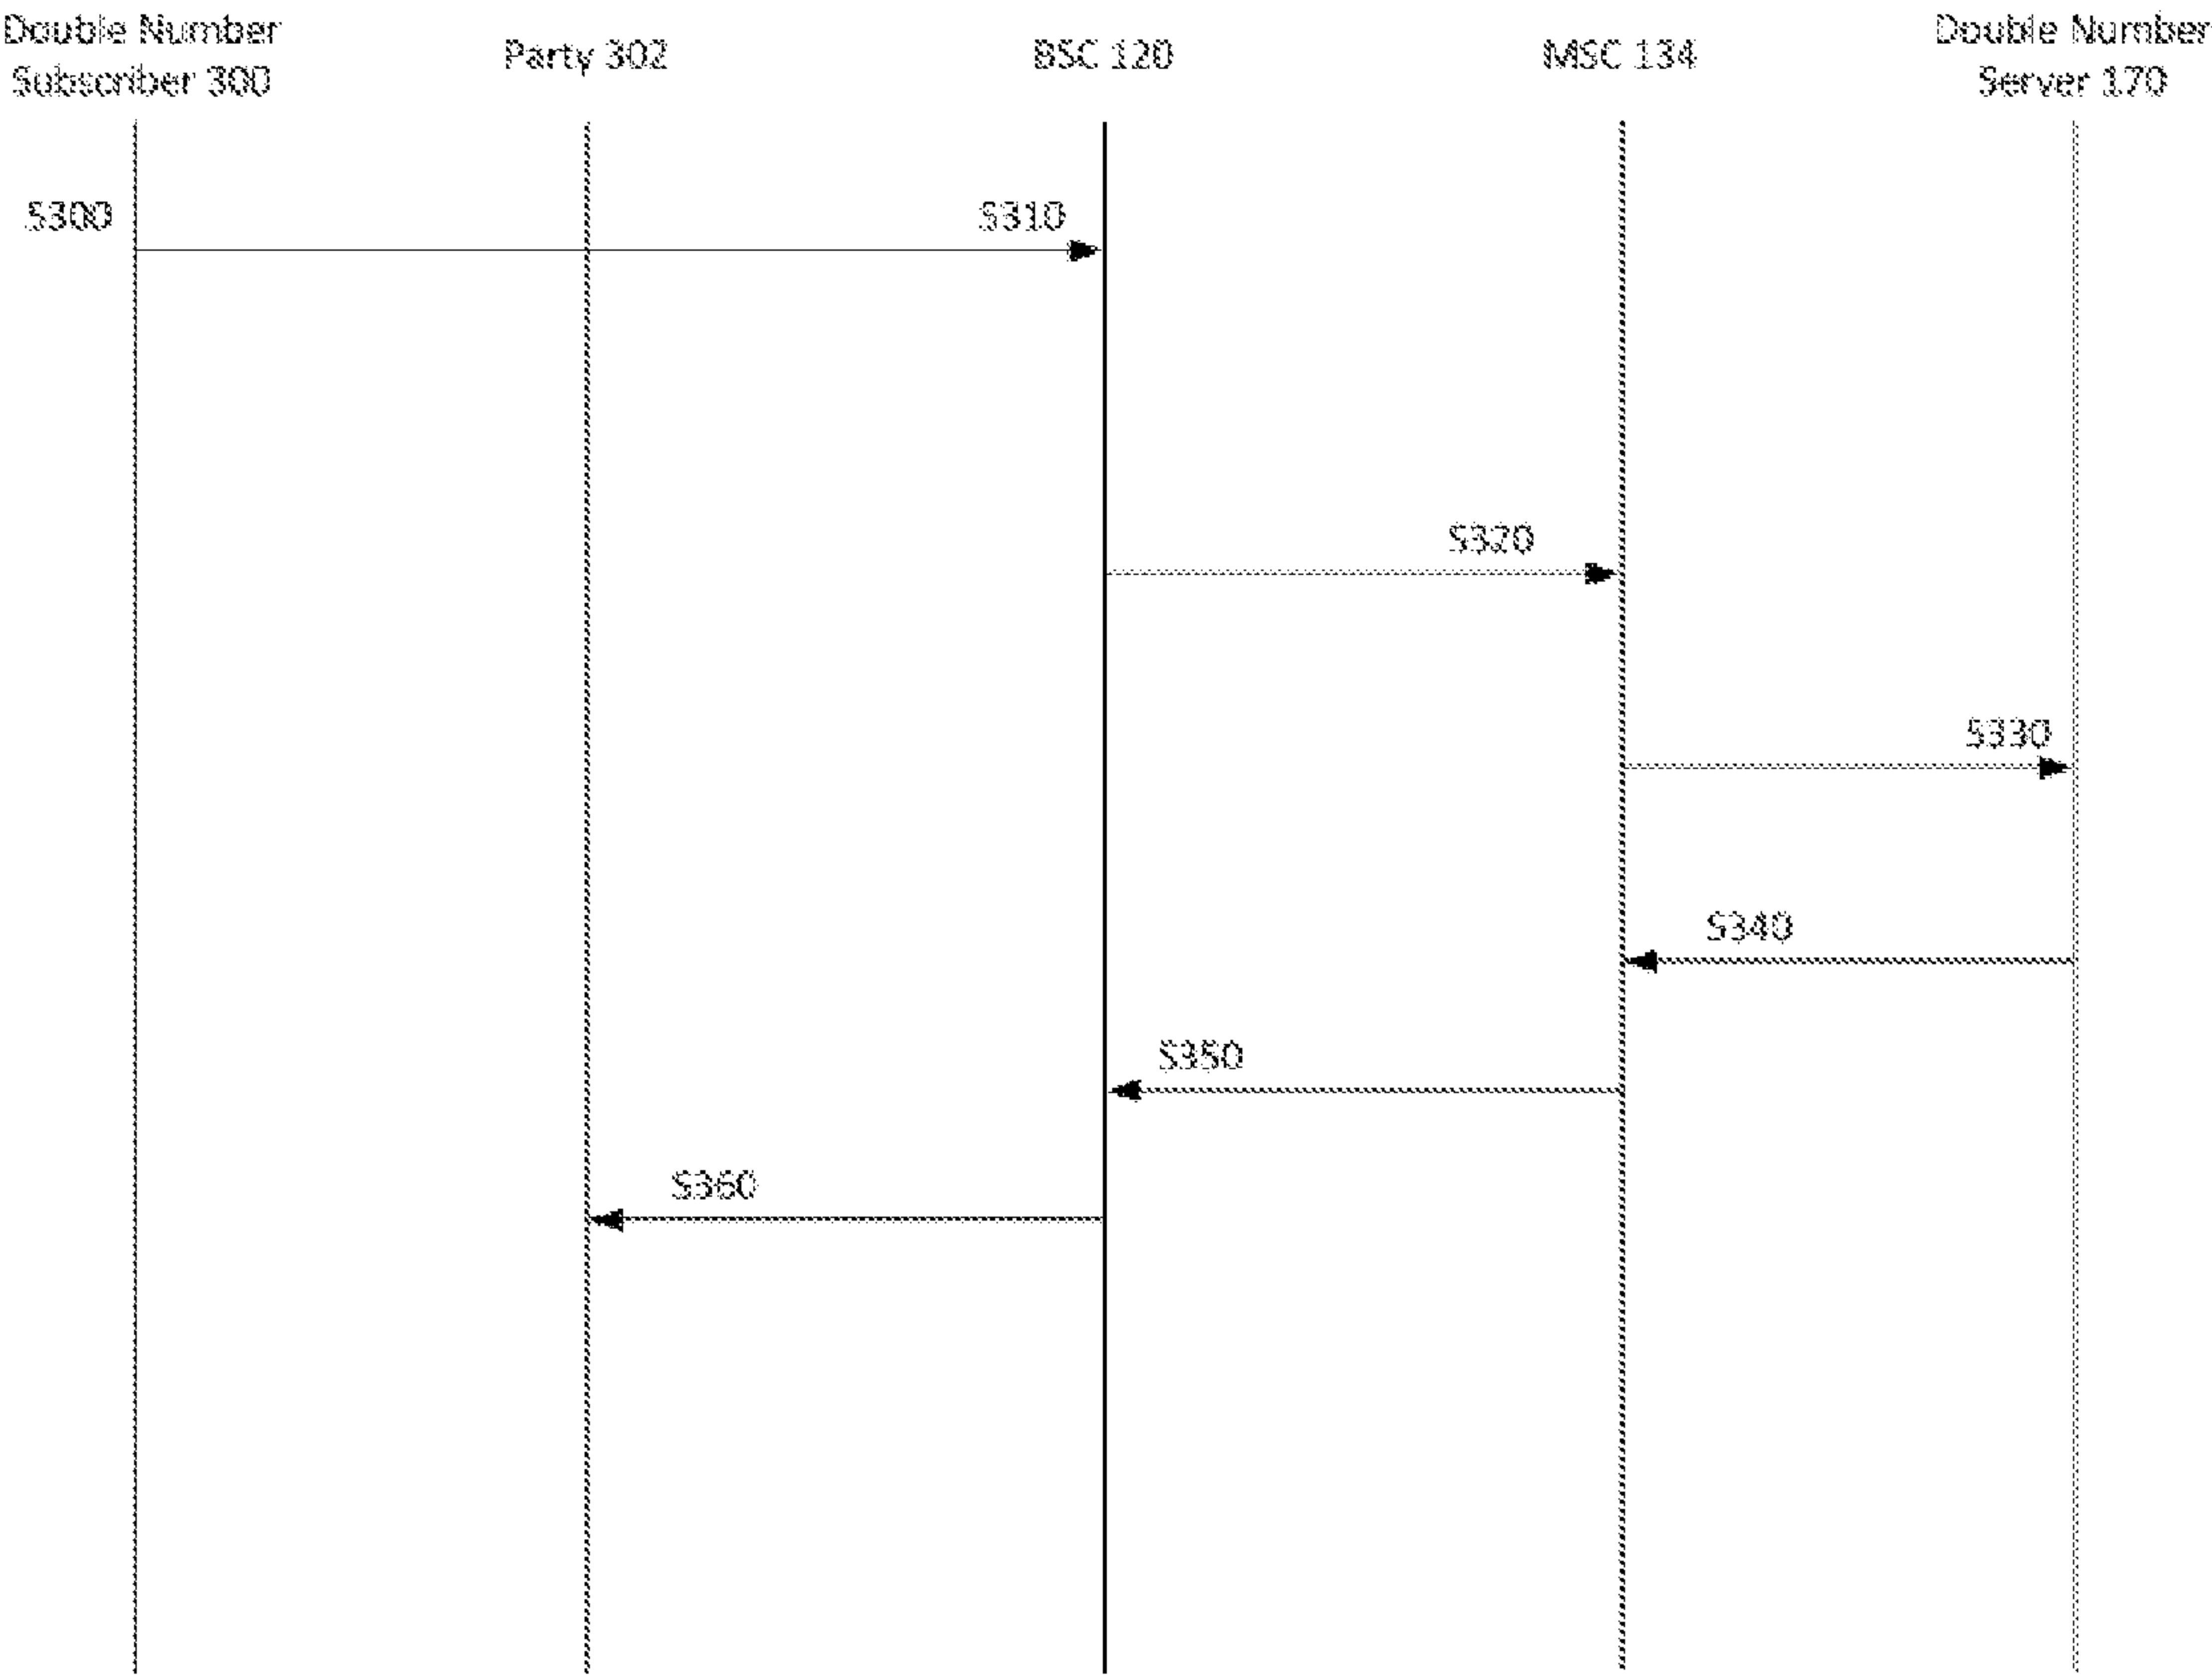 Double Number
Subscriber 300
Party 302
BSC 120
MSC 134
Double Number
Server 170
S300
S310
S320
S330
S340
S350
S360